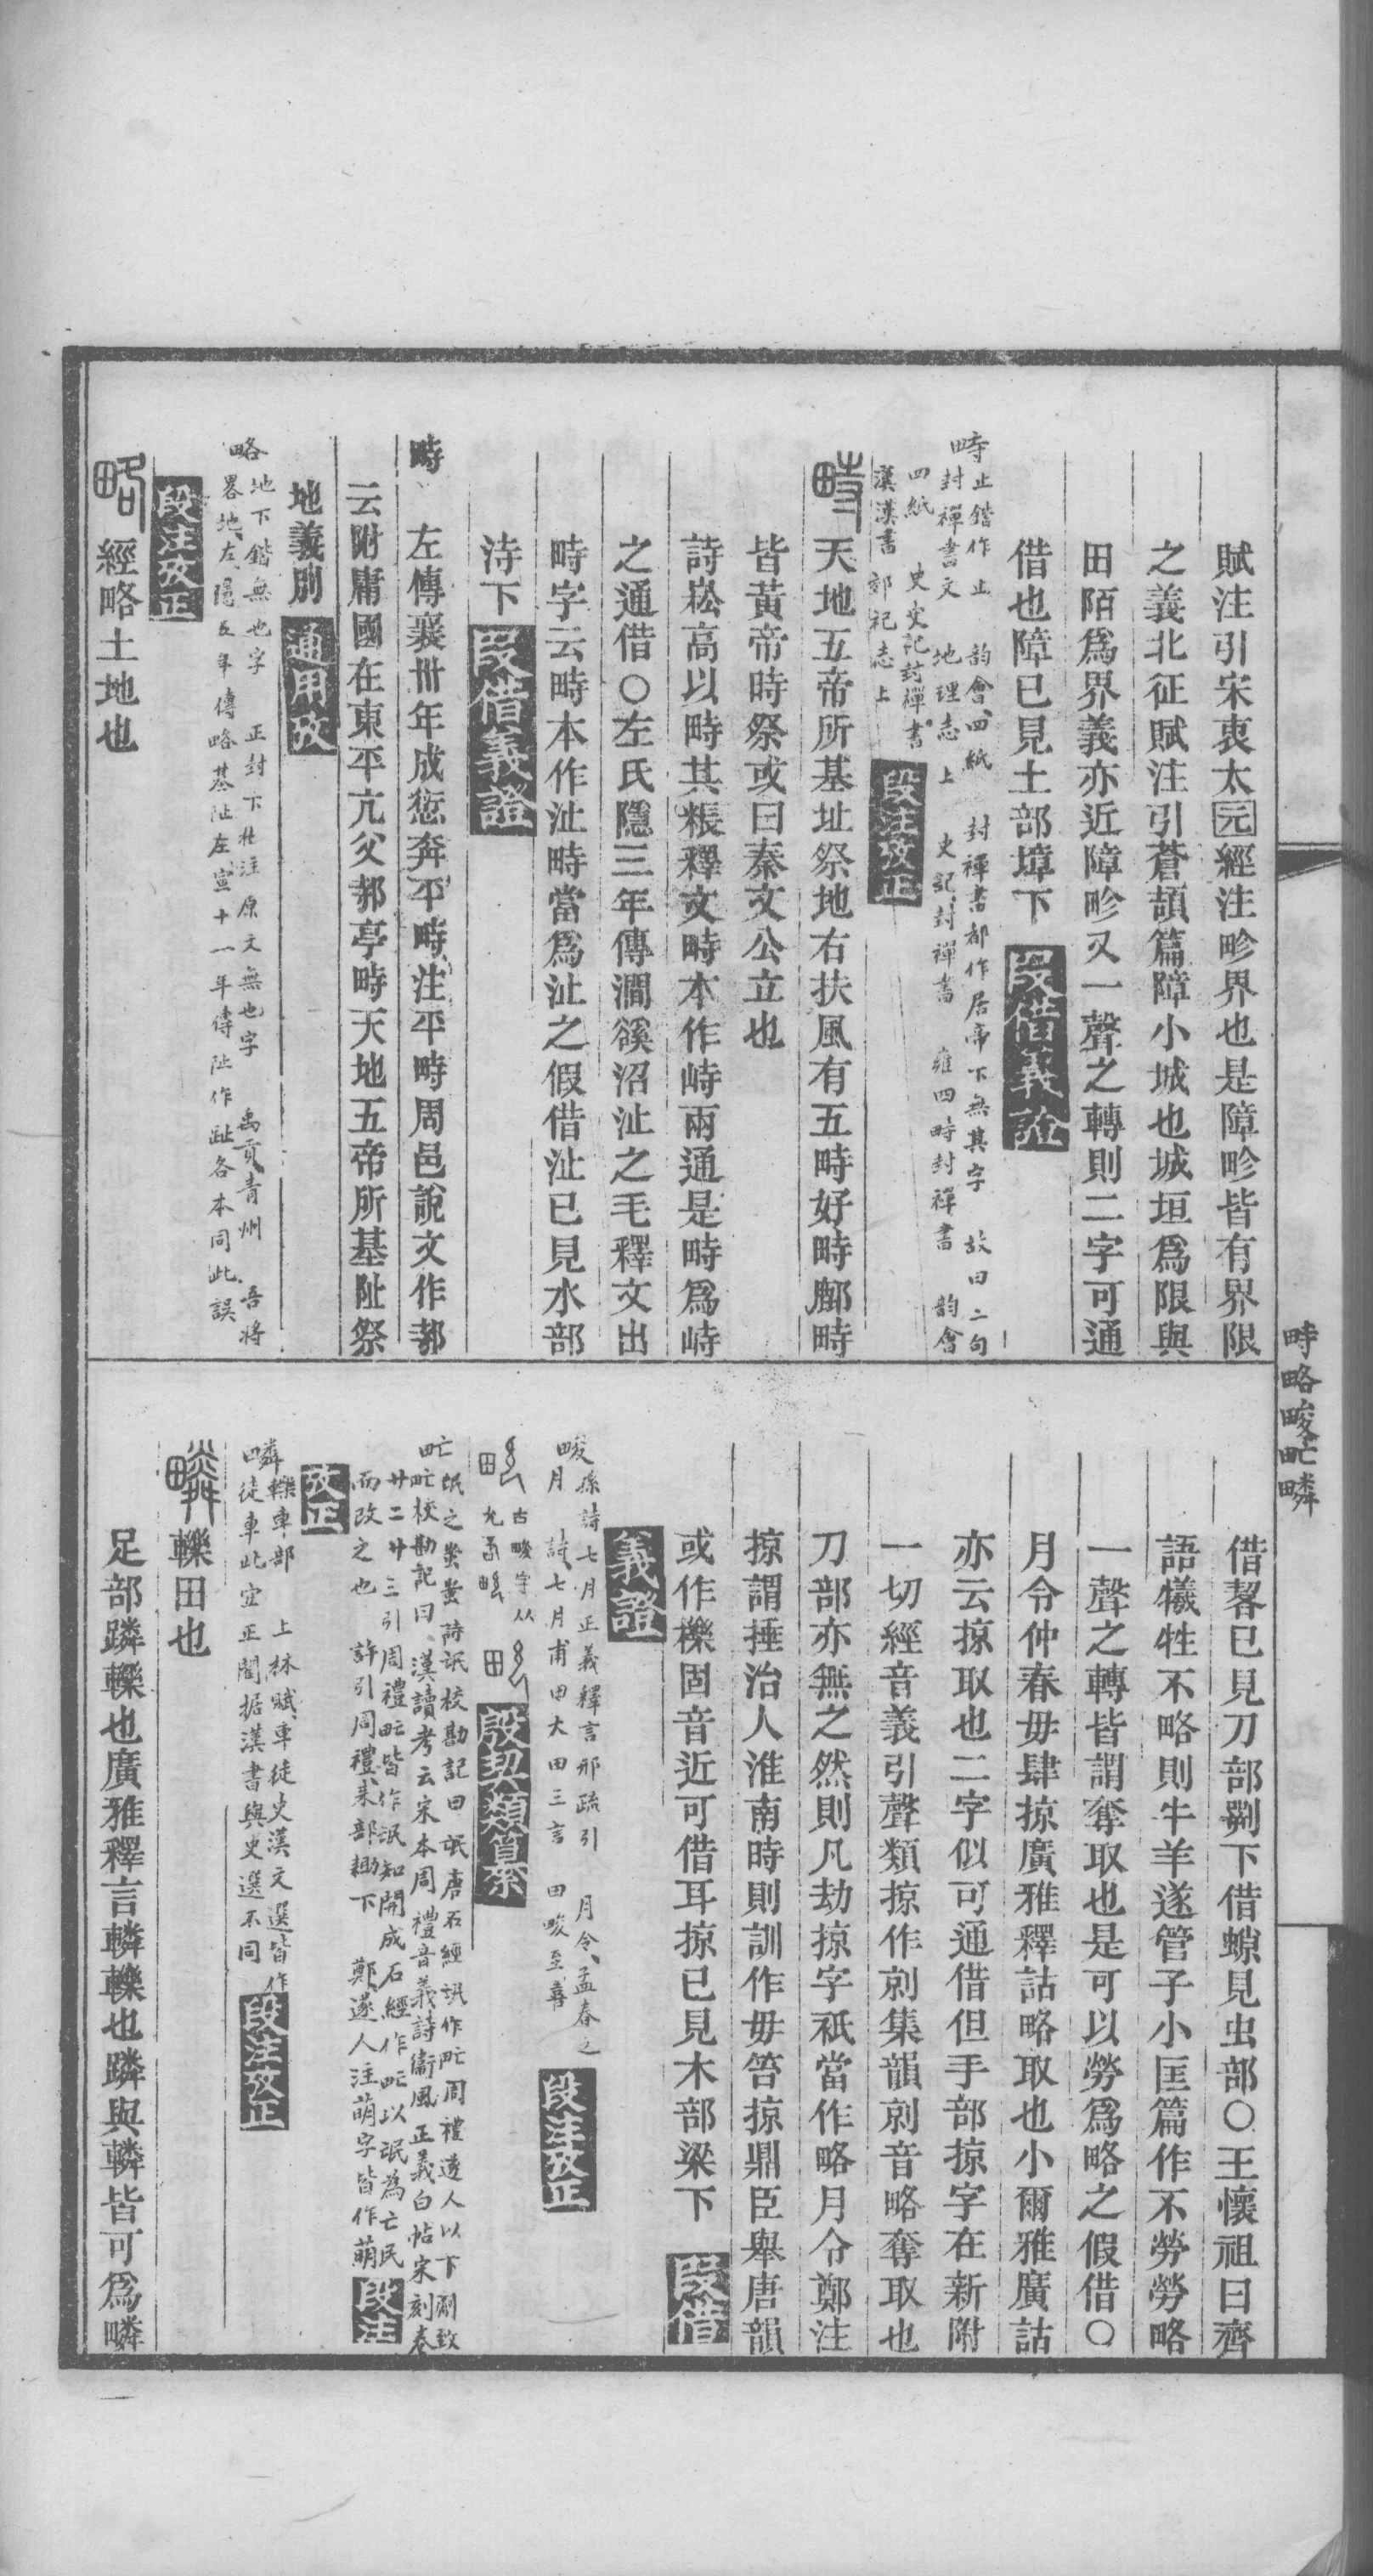 賦注引宋衷太元經注畛界也是障畛皆有界限
之義北征賦注引蒼頡篇障小城也城垣爲限與
田陌爲界義亦近障畛又一聲之轉則二字可通
借也障已見土部墇下 段借義證
畤止鍇作止 韵會四紙 封禪書都作居帝下無其字 故曰二句
封禪書文 地理志上 史記封禪書 雍四畤封禪書 韵會
四紙 史史記封禪書
漢漢書郊祀志上 段注攷正
畤 天地五帝所基址祭地右扶風有五畤好畤鄜畤
皆黃帝時祭或曰秦文公立也
詩崧高以畤其粻釋文畤本作峙兩通是畤爲峙
之通借〇左氏隱三年傳澗谿沼沚之毛釋文出
畤字云畤本作沚畤當爲沚之假借沚已見水部
洔下 叚借義證
畤 左傳襄卅年成愆奔平畤注平畤周邑說文作邿
云附庸國在東平亢父邿亭畤天地五帝所基阯祭
地義別 通用攷
略地下鍇無也字 正封下杜注原文無也字 禹貢青州 吾將
畧地左隱五年傳略基阯左宣十一年傳阯作趾各本同此誤
段注攷正
略 經略土地也
畤略畯甿疄
借畧已見刀部剠下借螏見虫部〇王懷祖曰齊
語犧牲不略則牛羊遂管子小匡篇作不勞勞略
一聲之轉皆謂奪取也是可以勞爲略之假借〇
月令仲春毋肆掠廣雅釋詁略取也小爾雅廣詁
亦云掠取也二字似可通借但手部掠字在新附
一切經音義引聲類掠作剠集韻剠音略奪取也
刀部亦無之然則凡劫掠字祇當作略月令鄭注
掠謂捶治人淮南時則訓作毋笞掠鼎臣舉唐韻
或作櫟固音近可借耳掠已見木部梁下 叚借
義證
畯孫詩七月正義釋言邢疏引 月令孟春之
月 詩七月甫田大田三言 田畯至喜 段注攷正
古畯字从
田允 殷契類纂
甿氓之蚩蚩詩氓校勘記曰氓唐石經氓作甿周禮遂人以下劑致
甿校勘記曰漢讀考云宋本周禮音義詩衞風正義白帖宋刻卷
廿二廿三引周禮甿皆作氓知開成石經作甿以氓為亡民
而改之也 許引周禮耒部耡下 鄭遂人注萌字皆作萌 段注
攷正
疄轢車部 上林賦車徒史漢文選皆作
徒車此宜正閣据漢書與史選不同 段注攷正
疄 轢田也
足部蹸轢也廣雅釋言轔轢也蹸與轔皆可爲疄